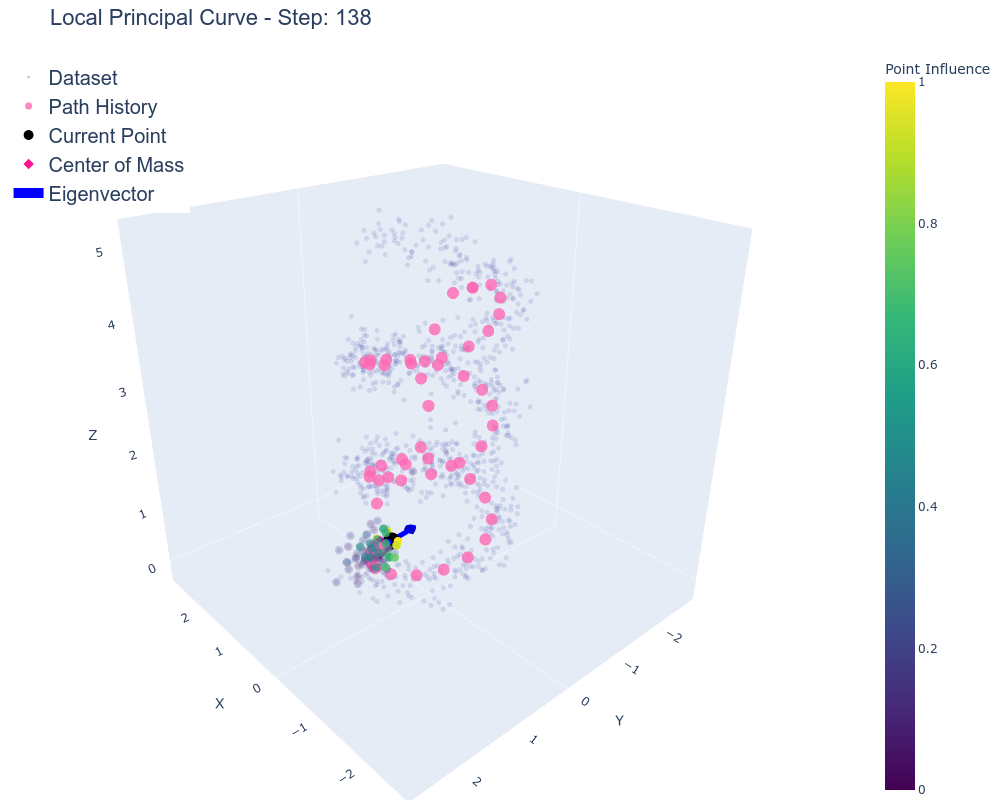 Local Principal Curve - Step: 138
Dataset
Path History
Current Point
Center of Mass
Eigenvector
Point Influence
1
0.8
0.6
0.4
0.2
0
5
4
3
2
1
0
Z
2
1
0
−1
−2
X
−2
−1
0
1
2
Y